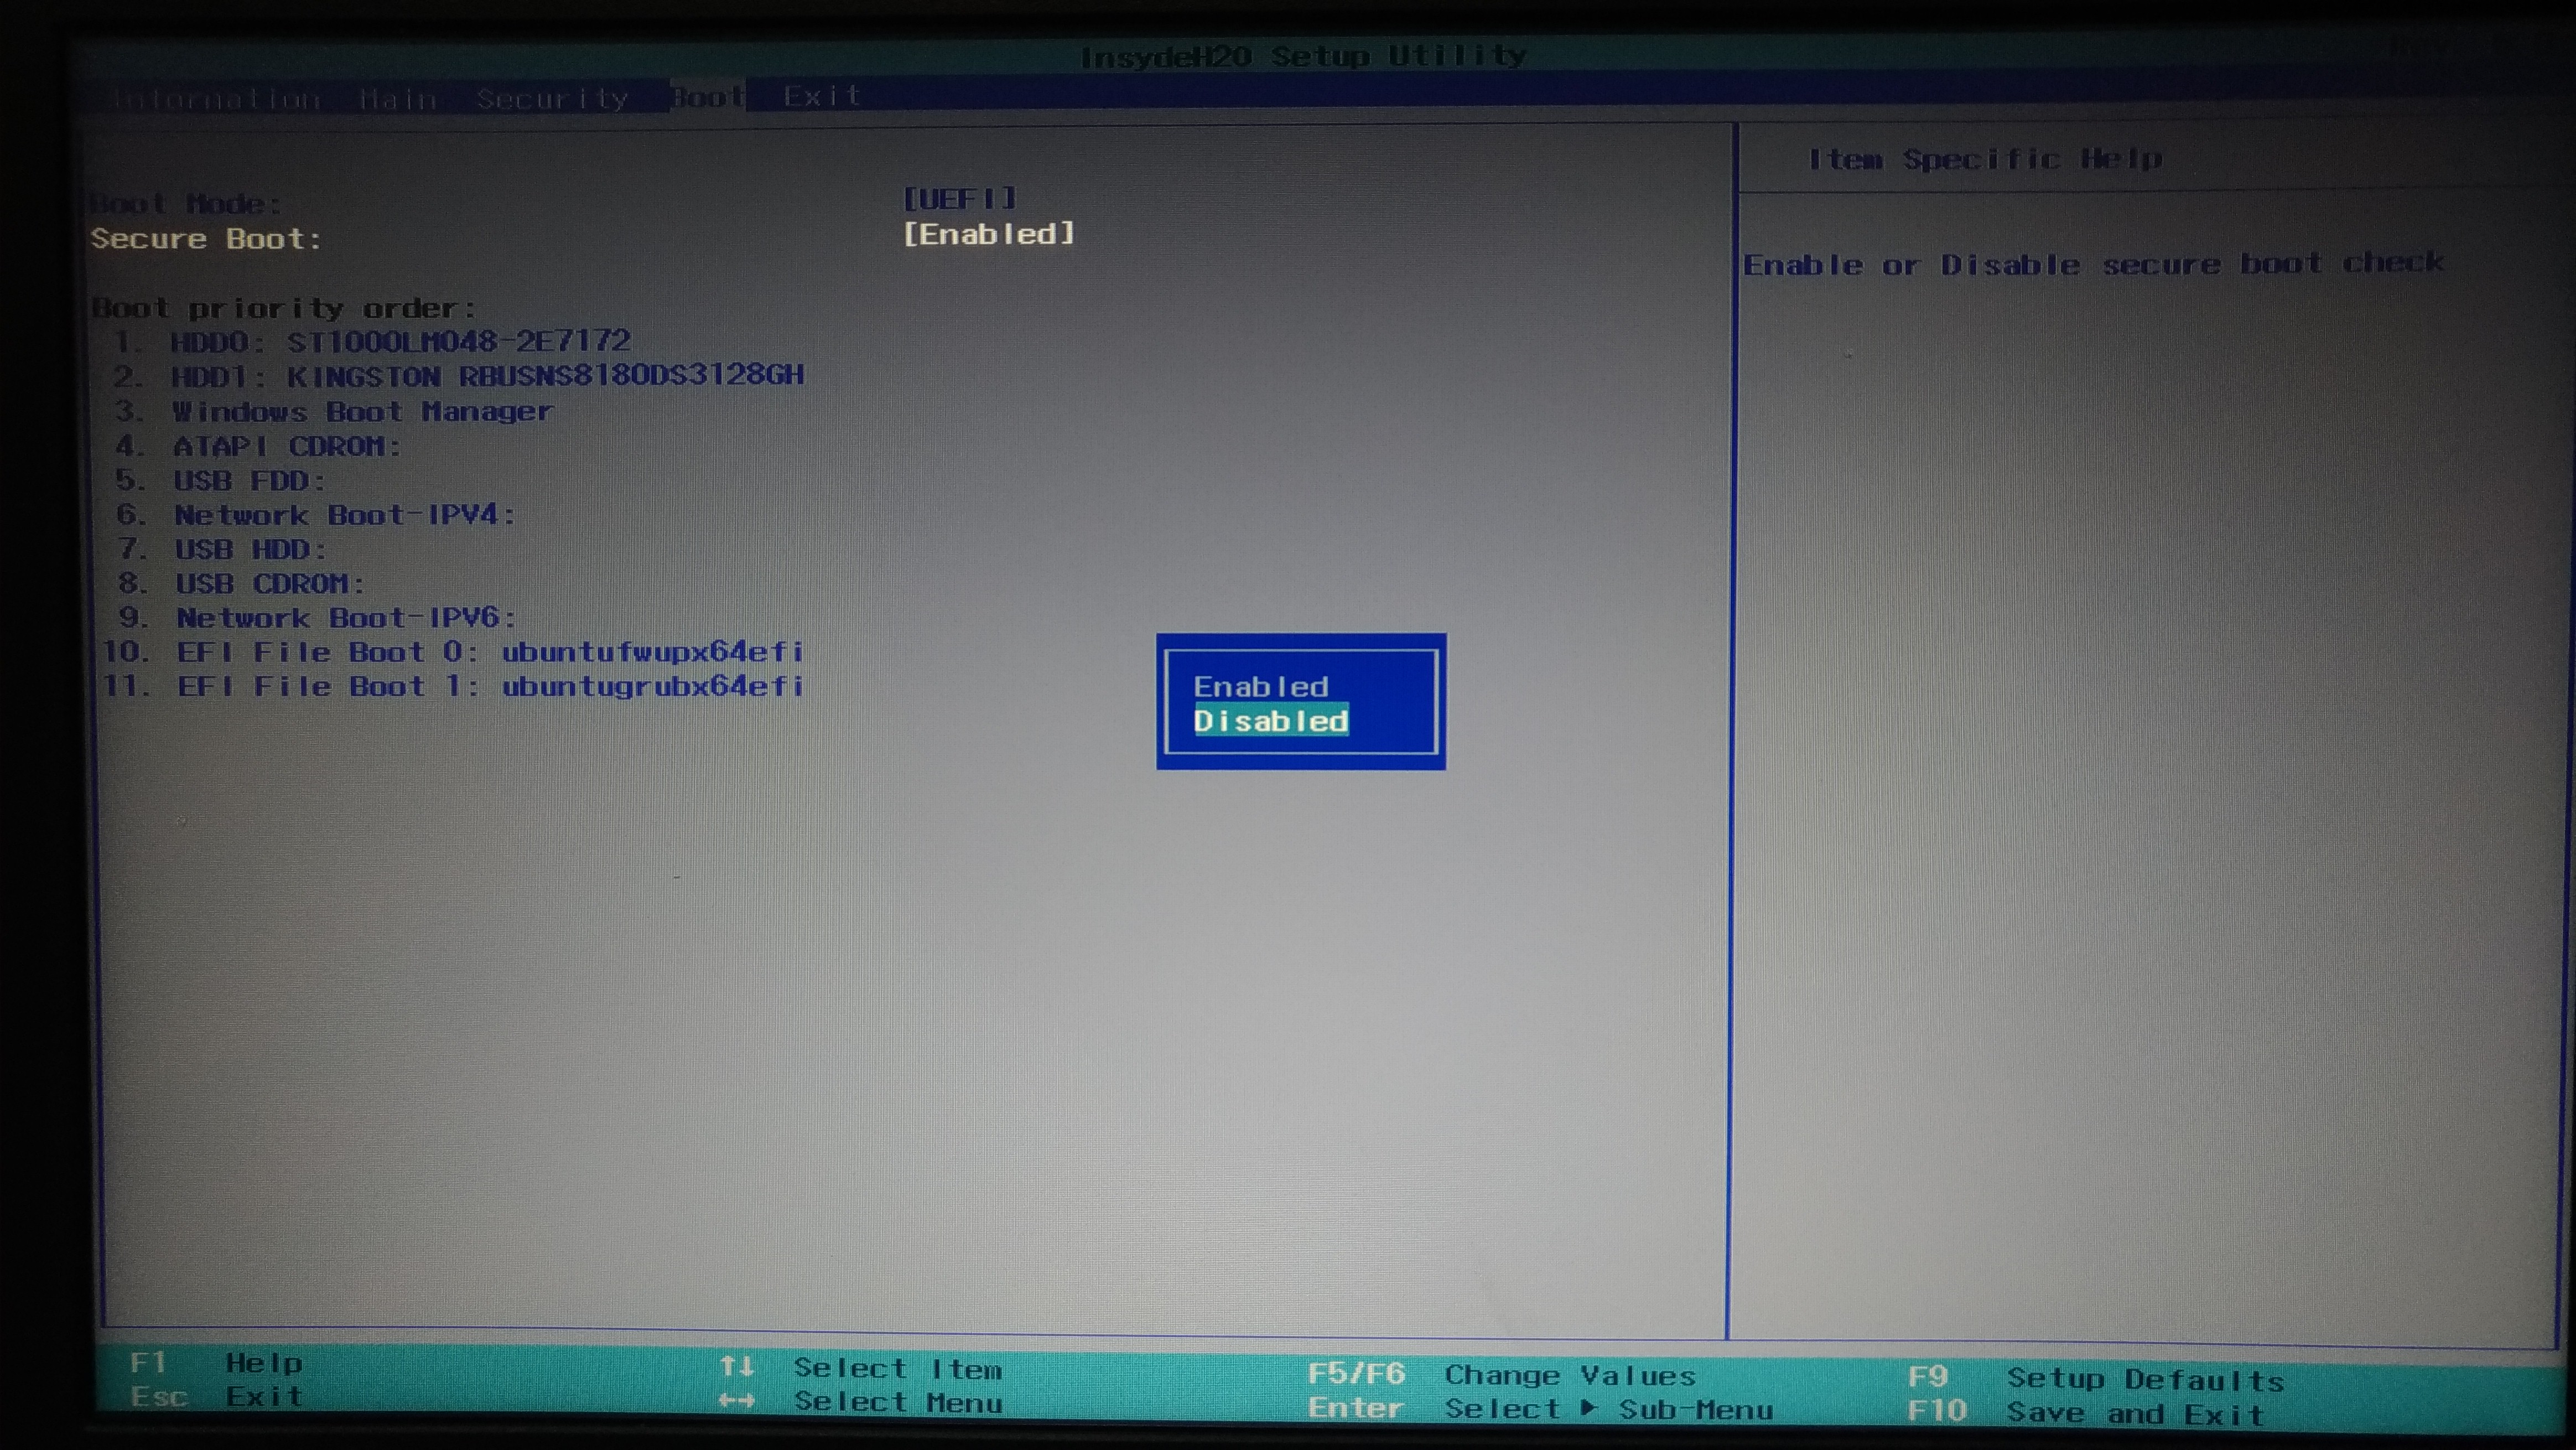 InsydeH20 Setup Utility
Information Main Security Boot Exit
Item Specific Help
Boot Mode: [UEFI]
Secure Boot: [Enabled]
Enable or Disable secure boot check
Boot priority order:
1. HDD0: ST1000LM048-2E7172
2. HDD1: KINGSTON RBUSNS8180DS3128GH
3. Windows Boot Manager
4. ATAPI CDROM:
5. USB FDD:
6. Network Boot-IPV4:
7. USB HDD:
8. USB CDROM:
9. Network Boot-IPV6:
10. EFI File Boot 0: ubuntufwupx64efi
11. EFI File Boot 1: ubuntugrubx64efi
Enabled
Disabled
F1 Help ↑↓ Select Item F5/F6 Change Values F9 Setup Defaults
Esc Exit ←→ Select Menu Enter Select ▶ Sub-Menu F10 Save and Exit